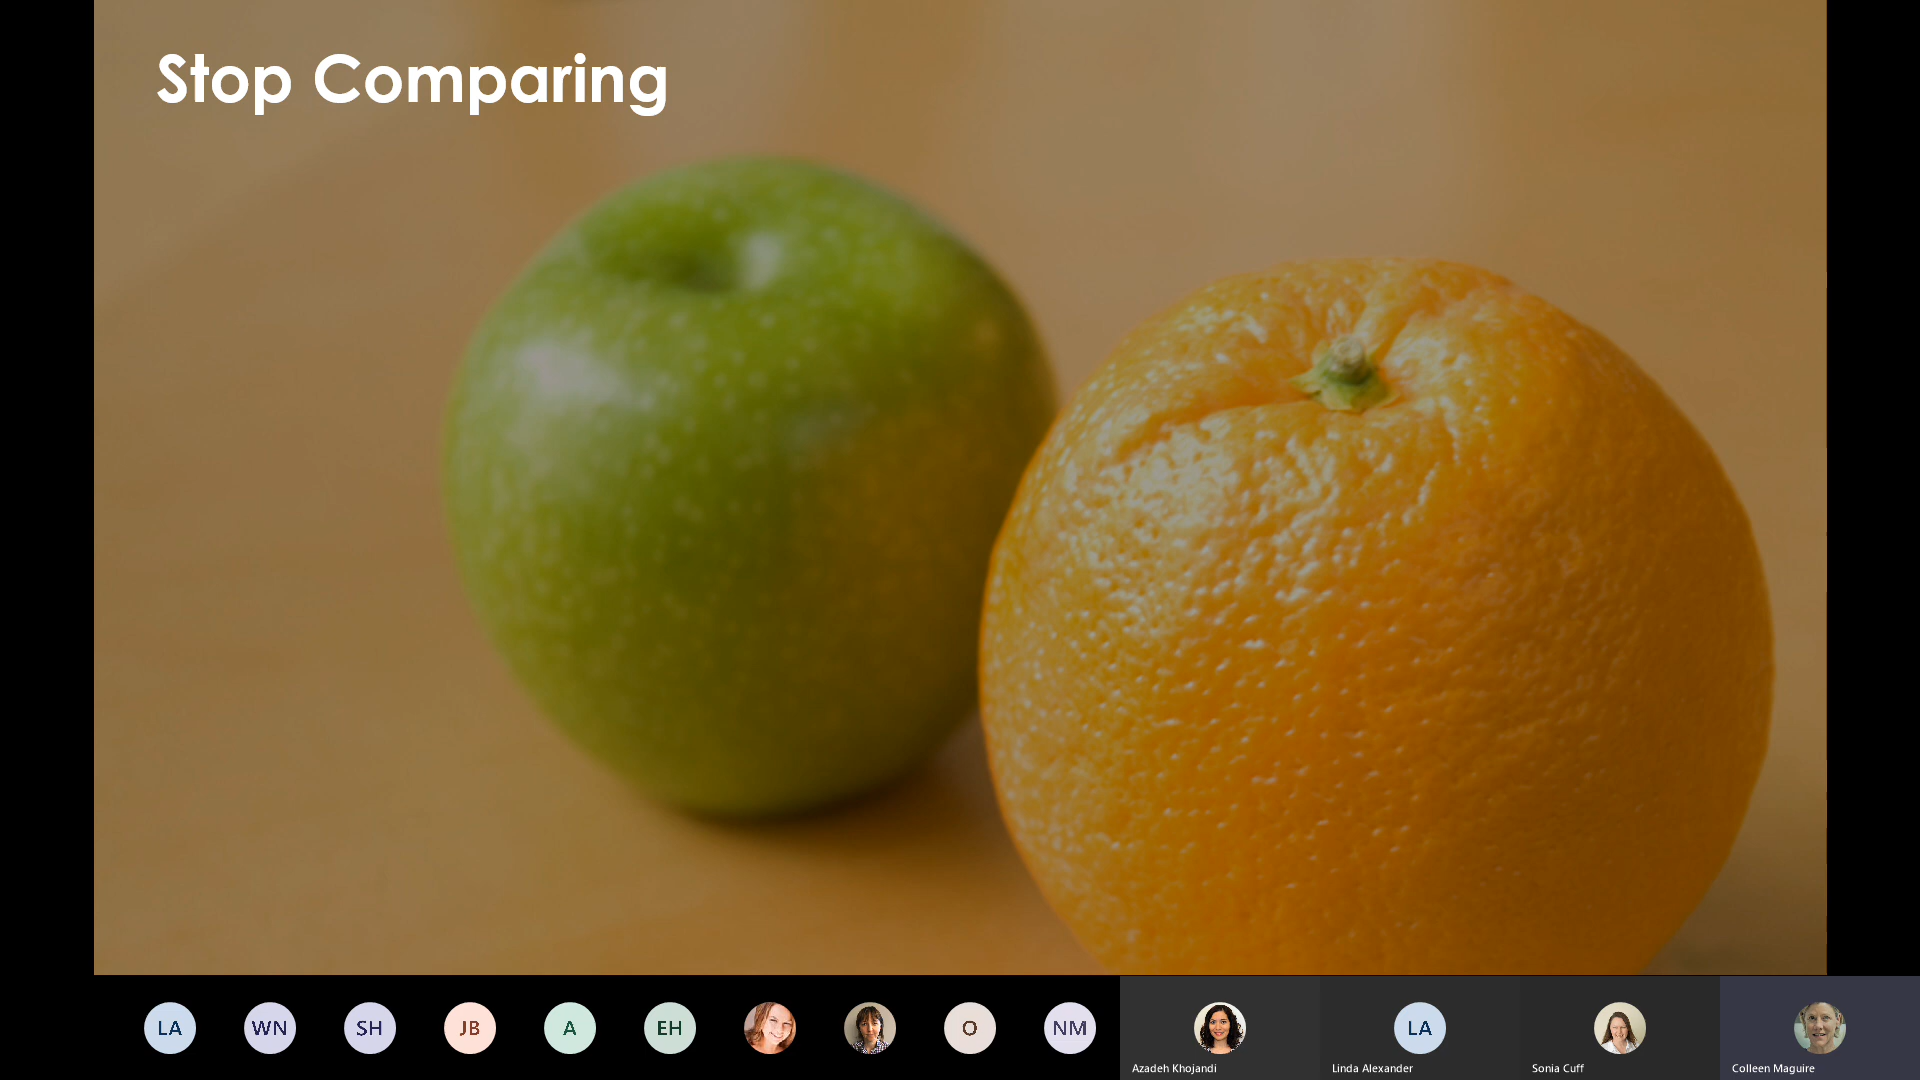 Stop Comparing
LA WN SH JB A EH O NM LA
Azadeh Khojandi Linda Alexander Sonia Cuff Colleen Maguire